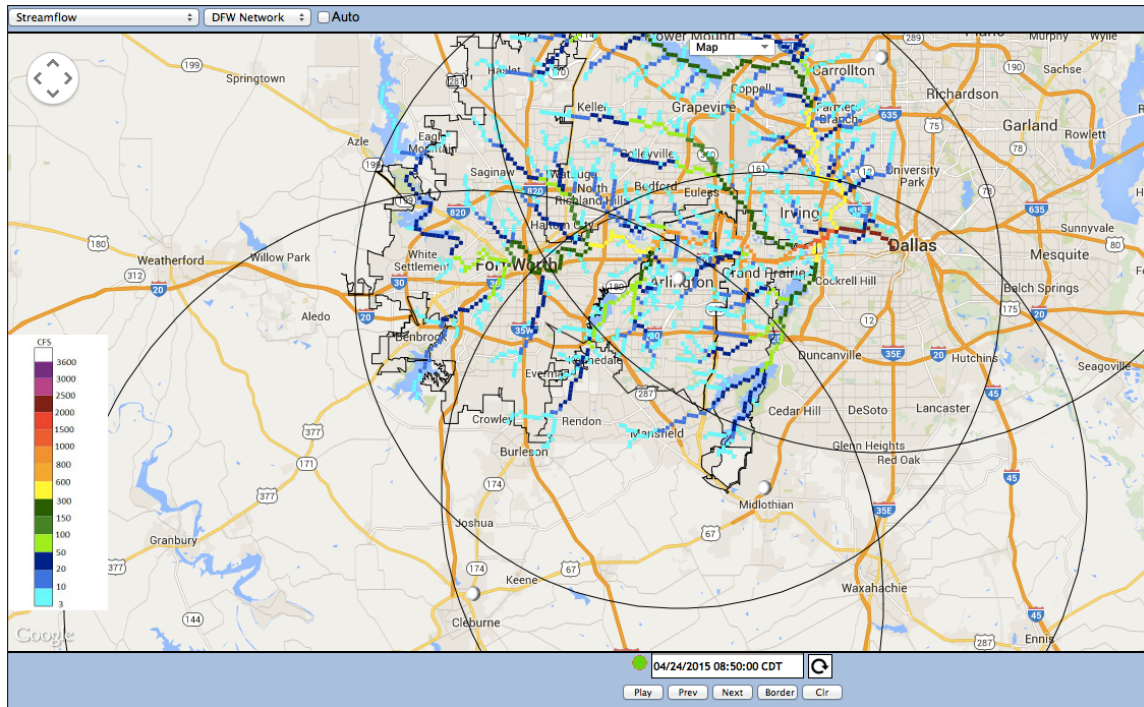 Streamflow DFW Network Auto
Map
Springtown
Azle
Eagle Mountain
Haslet
Keller
Grapevine
Coppell
Carrollton
Farmers Branch
Richardson
Garland
Rowlett
Sachse
Wylie
Murphy
Saginaw
Watauga
North Richland Hills
Bedford
Euless
Irving
University Park
Haltom City
White Settlement
Fort Worth
Arlington
Grand Prairie
Dallas
Cockrell Hill
Mesquite
Sunnyvale
Balch Springs
Weatherford
Willow Park
Aledo
Benbrook
Everman
Kennedale
Crowley
Rendon
Burleson
Mansfield
Duncanville
Cedar Hill
DeSoto
Lancaster
Hutchins
Seagoville
Glenn Heights
Red Oak
Midlothian
Waxahachie
Ennis
Joshua
Keene
Cleburne
Granbury
CFS
3600
3000
2500
2000
1500
1000
800
600
300
150
100
50
20
10
3
Google
04/24/2015 08:50:00 CDT
Play Prev Next Border Clr